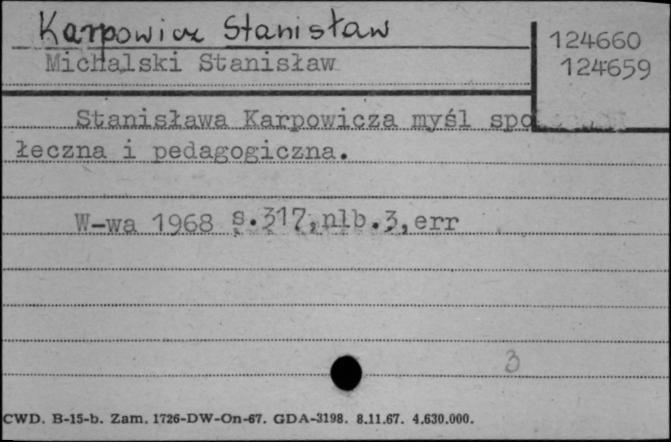 Karpowicz Stanisław
124660
Michalski Stanisław
124659
Stanisława Karpowicza myśl spo
łeczna i pedagogiczna.
W-wa 1968 s.317,nlb.3,err
3
CWD. B-15-b. Zam. 1726-DW-On-67. GDA-3198. 8.11.67. 4.630.000.